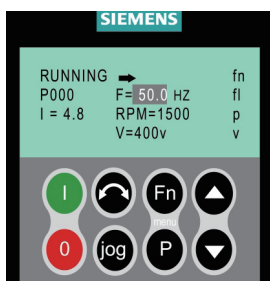 SIEMENS
RUNNING ➡ fn
P000 F= 50.0 HZ fl
I = 4.8 RPM=1500 p
V=400v v
I Fn
menu
0 jog P